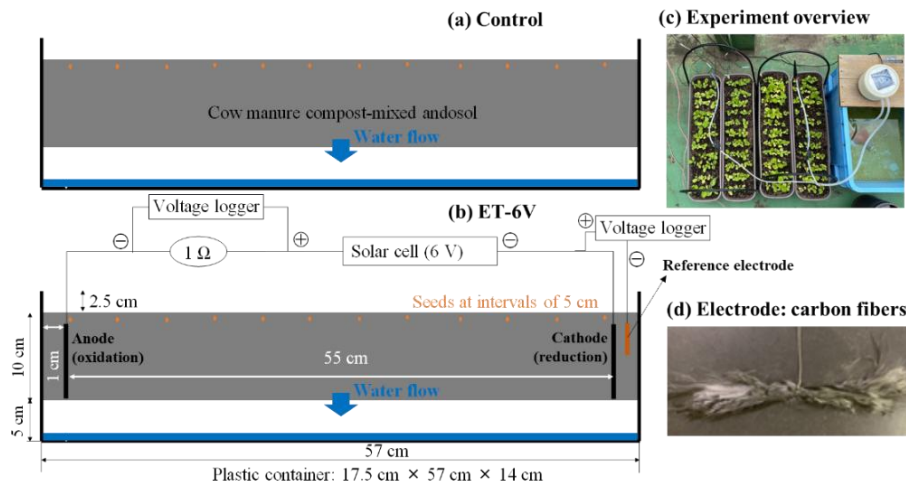 (a) Control
Cow manure compost-mixed andosol
Water flow
(b) ET-6V
Voltage logger
⊖
1 Ω
⊕
Solar cell (6 V)
⊖
⊕
Voltage logger
⊖
Reference electrode
2.5 cm
Seeds at intervals of 5 cm
10 cm
1 cm
Anode
(oxidation)
55 cm
Cathode
(reduction)
Water flow
5 cm
57 cm
Plastic container: 17.5 cm × 57 cm × 14 cm
(c) Experiment overview
(d) Electrode: carbon fibers